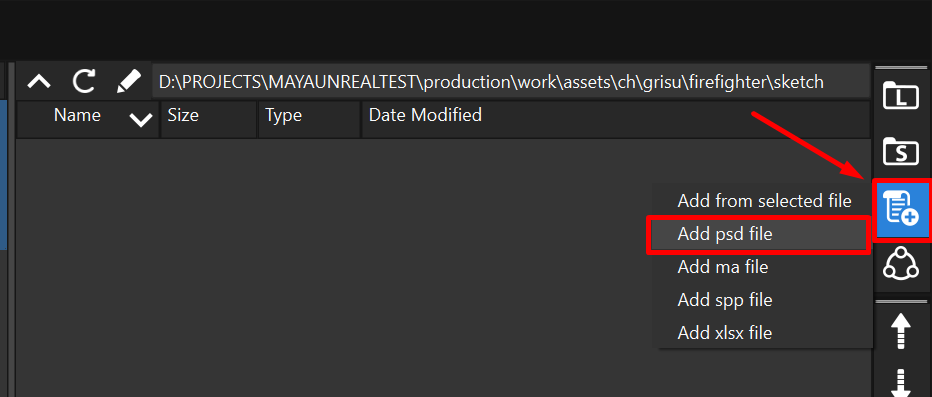 D:\PROJECTS\MAYAUNREALTEST\production\work\assets\ch\grisu\firefighter\sketch
Name Size Type Date Modified
L
S
Add from selected file
Add psd file
Add ma file
Add spp file
Add xlsx file